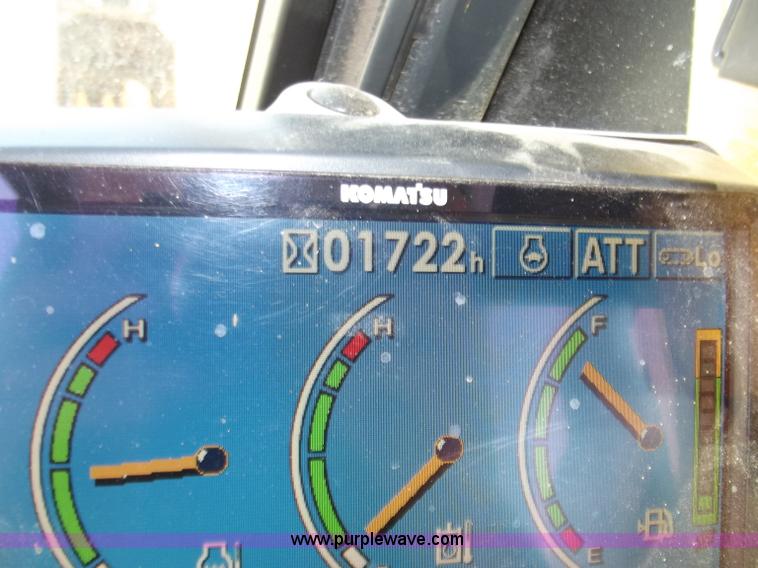 KOMATSU
01722h ATT Lo
H H F
E
www.purplewave.com